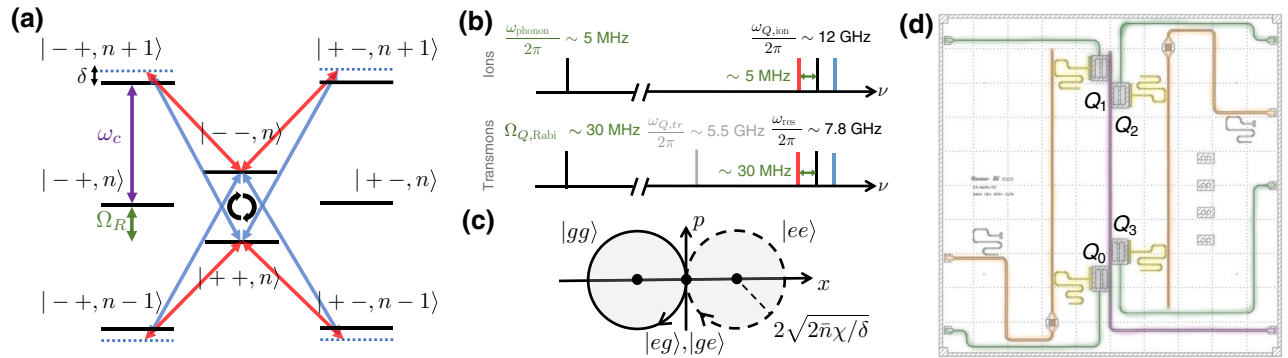 (a)
|−+, n+1⟩
|+−, n+1⟩
δ
ω_c
|−−, n⟩
|−+, n⟩
|+−, n⟩
Ω_R
|++, n⟩
|−+, n−1⟩
|+−, n−1⟩
(b)
Ions
ω_phonon/2π ∼ 5 MHz
ω_Q,ion/2π ∼ 12 GHz
∼ 5 MHz
ν
Transmons
Ω_Q,Rabi ∼ 30 MHz
ω_Q,tr/2π ∼ 5.5 GHz
ω_res/2π ∼ 7.8 GHz
∼ 30 MHz
ν
(c)
|gg⟩
p
|ee⟩
x
|eg⟩,|ge⟩
2√2n̄χ/δ
(d)
Q_1
Q_2
Q_3
Q_0